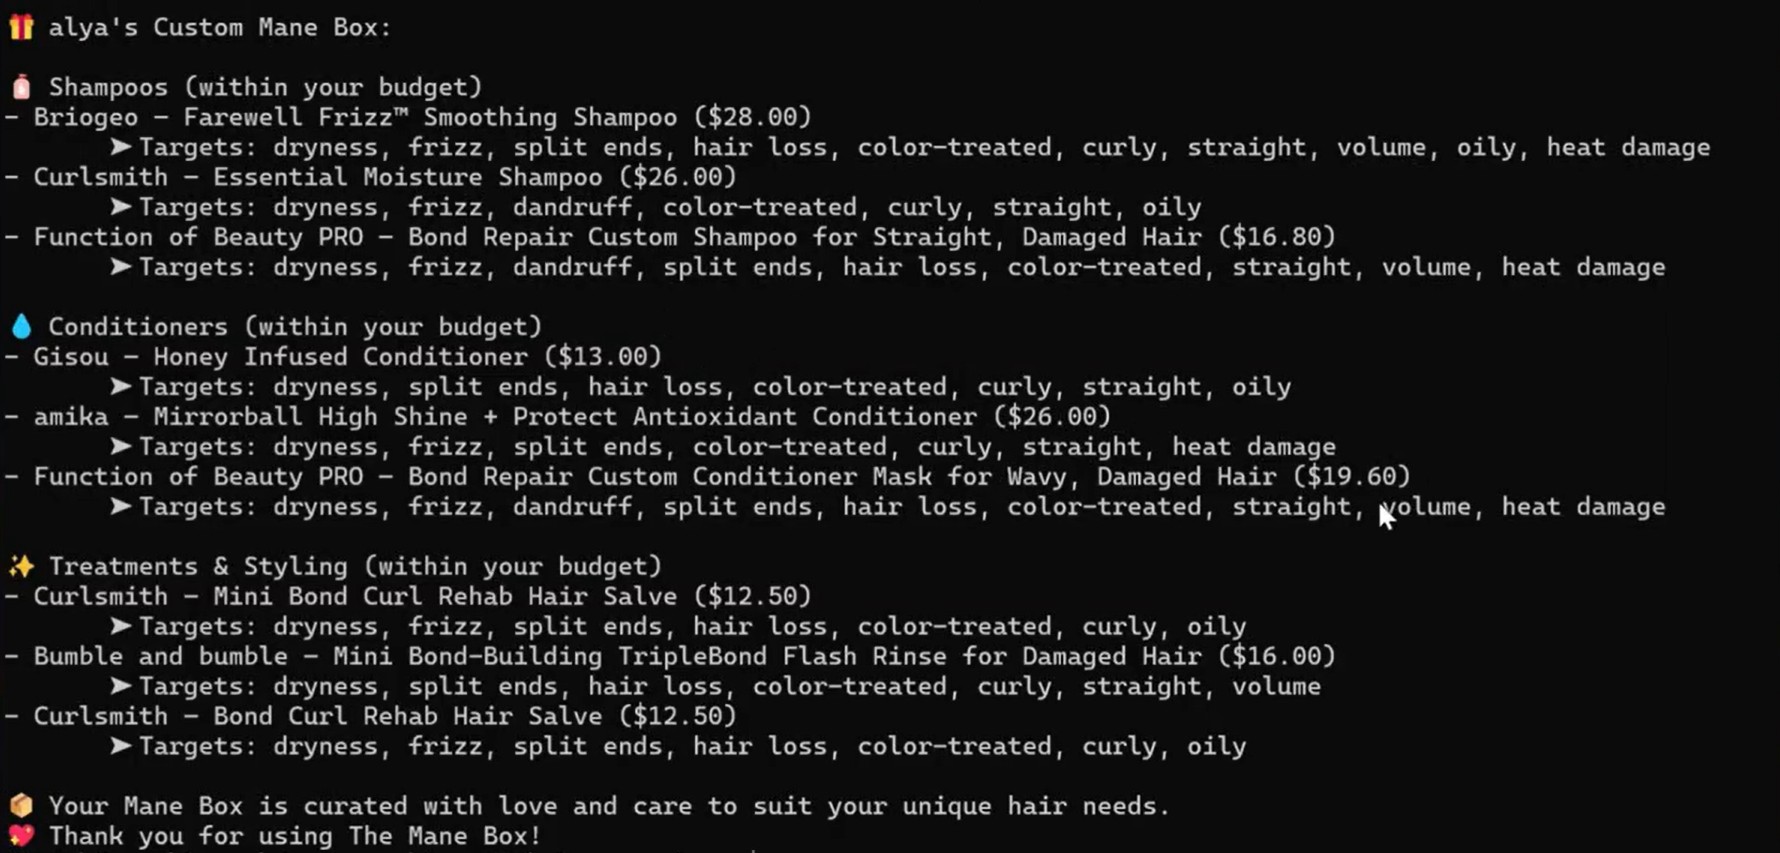 🎁 alya's Custom Mane Box:
🧴 Shampoos (within your budget)
- Briogeo - Farewell Frizz™ Smoothing Shampoo ($28.00)
➤Targets: dryness, frizz, split ends, hair loss, color-treated, curly, straight, volume, oily, heat damage
- Curlsmith - Essential Moisture Shampoo ($26.00)
➤Targets: dryness, frizz, dandruff, color-treated, curly, straight, oily
- Function of Beauty PRO - Bond Repair Custom Shampoo for Straight, Damaged Hair ($16.80)
➤Targets: dryness, frizz, dandruff, split ends, hair loss, color-treated, straight, volume, heat damage
💧 Conditioners (within your budget)
- Gisou - Honey Infused Conditioner ($13.00)
➤Targets: dryness, split ends, hair loss, color-treated, curly, straight, oily
- amika - Mirrorball High Shine + Protect Antioxidant Conditioner ($26.00)
➤Targets: dryness, frizz, split ends, color-treated, curly, straight, heat damage
- Function of Beauty PRO - Bond Repair Custom Conditioner Mask for Wavy, Damaged Hair ($19.60)
➤Targets: dryness, frizz, dandruff, split ends, hair loss, color-treated, straight, volume, heat damage
✨ Treatments & Styling (within your budget)
- Curlsmith - Mini Bond Curl Rehab Hair Salve ($12.50)
➤Targets: dryness, frizz, split ends, hair loss, color-treated, curly, oily
- Bumble and bumble - Mini Bond-Building TripleBond Flash Rinse for Damaged Hair ($16.00)
➤Targets: dryness, split ends, hair loss, color-treated, curly, straight, volume
- Curlsmith - Bond Curl Rehab Hair Salve ($12.50)
➤Targets: dryness, frizz, split ends, hair loss, color-treated, curly, oily
📦 Your Mane Box is curated with love and care to suit your unique hair needs.
💖 Thank you for using The Mane Box!